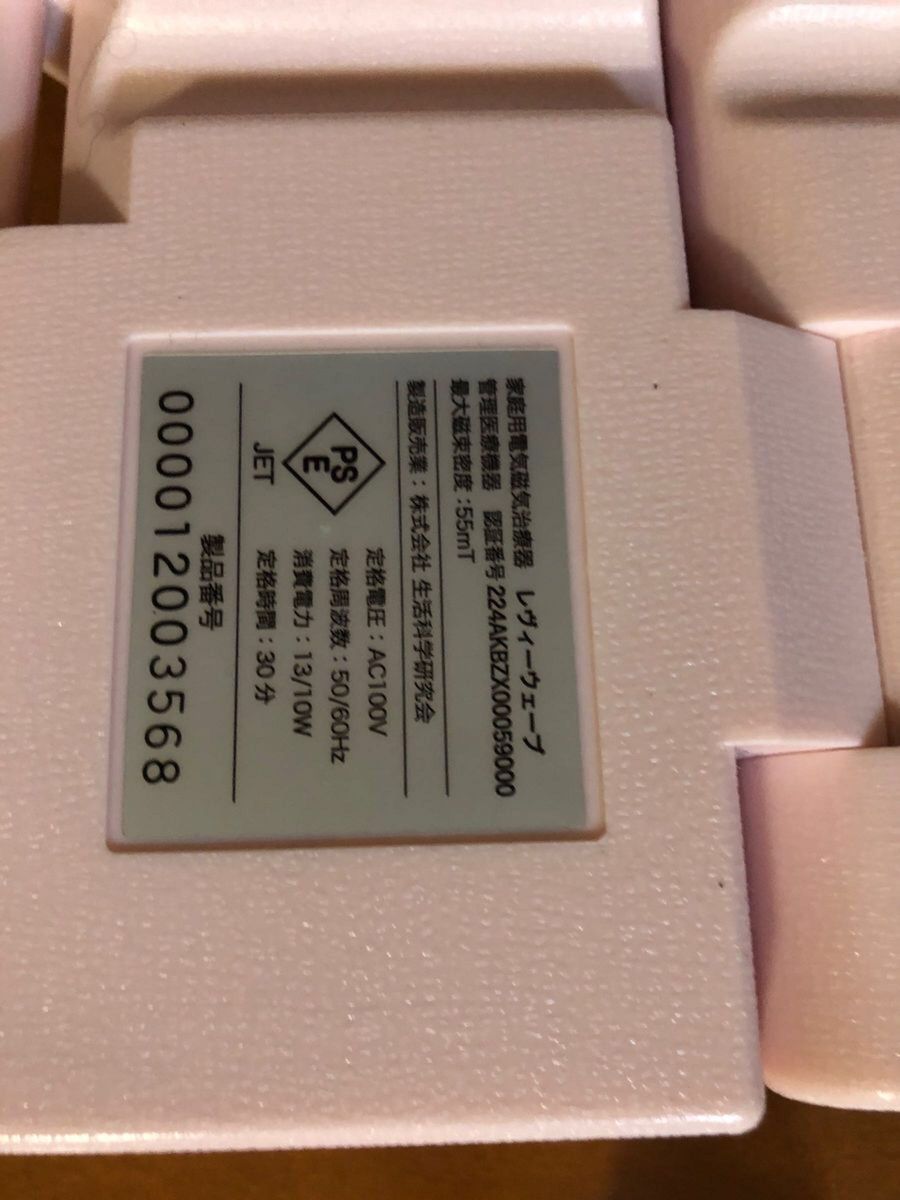 家庭用電気磁気治療器 レヴィーウェーブ
管理医療機器 認証番号 224AKBZX00059000
最大磁束密度:55mT
製造販売業:株式会社 生活科学研究会
PS
E
JET
定格電圧:AC100V
定格周波数:50/60Hz
消費電力:13/10W
定格時間:30分
製品番号
000012003568